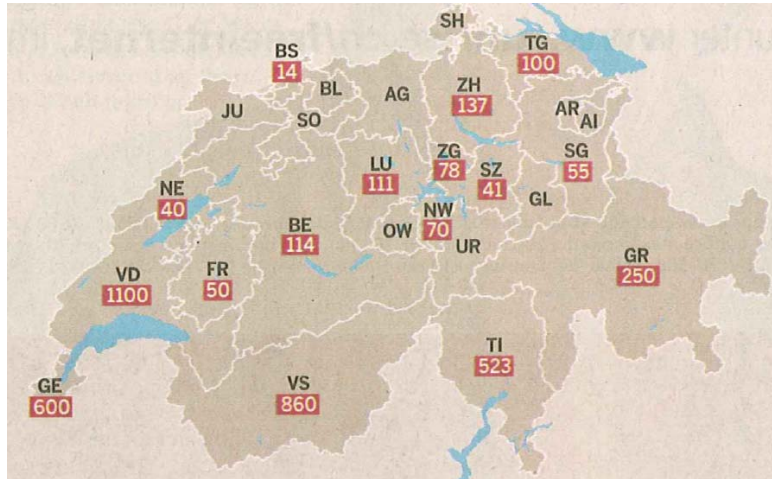 SH
BS
14
TG
100
BL
ZH
137
AG
JU
SO
AR
AI
LU
111
ZG
78
SZ
41
SG
55
NE
40
GL
NW
70
OW
UR
BE
114
FR
50
VD
1100
GR
250
TI
523
VS
860
GE
600